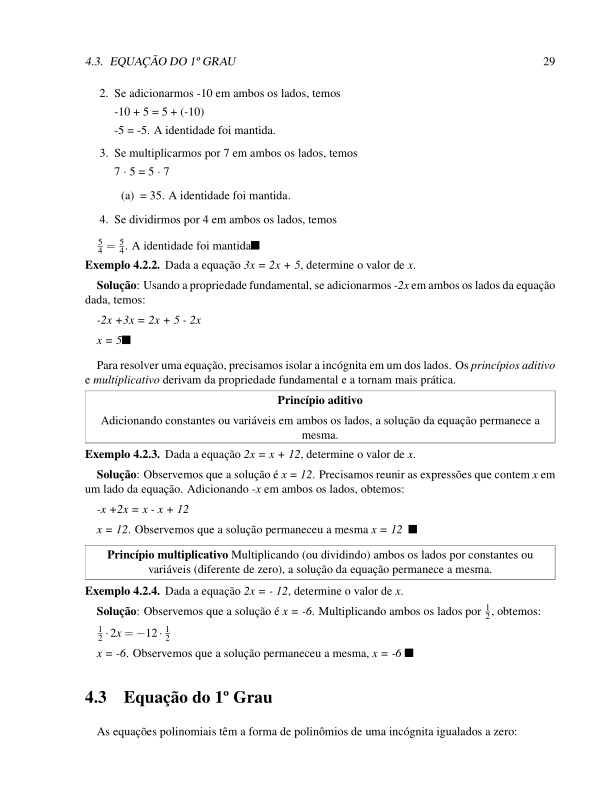 4.3. EQUAÇÃO DO 1º GRAU 29
2. Se adicionarmos -10 em ambos os lados, temos
-10 + 5 = 5 + (-10)
-5 = -5. A identidade foi mantida.
3. Se multiplicarmos por 7 em ambos os lados, temos
7 · 5 = 5 · 7
(a) = 35. A identidade foi mantida.
4. Se dividirmos por 4 em ambos os lados, temos
5/4 = 5/4. A identidade foi mantida■
Exemplo 4.2.2. Dada a equação 3x = 2x + 5, determine o valor de x.
Solução: Usando a propriedade fundamental, se adicionarmos -2x em ambos os lados da equação
dada, temos:
-2x +3x = 2x + 5 - 2x
x = 5■
Para resolver uma equação, precisamos isolar a incógnita em um dos lados. Os princípios aditivo
e multiplicativo derivam da propriedade fundamental e a tornam mais prática.
Princípio aditivo
Adicionando constantes ou variáveis em ambos os lados, a solução da equação permanece a
mesma.
Exemplo 4.2.3. Dada a equação 2x = x + 12, determine o valor de x.
Solução: Observemos que a solução é x = 12. Precisamos reunir as expressões que contem x em
um lado da equação. Adicionando -x em ambos os lados, obtemos:
-x +2x = x - x + 12
x = 12. Observemos que a solução permaneceu a mesma x = 12 ■
Princípio multiplicativo Multiplicando (ou dividindo) ambos os lados por constantes ou
variáveis (diferente de zero), a solução da equação permanece a mesma.
Exemplo 4.2.4. Dada a equação 2x = - 12, determine o valor de x.
Solução: Observemos que a solução é x = -6. Multiplicando ambos os lados por 1/2, obtemos:
1/2 · 2x = −12 · 1/2
x = -6. Observemos que a solução permaneceu a mesma, x = -6 ■
4.3 Equação do 1º Grau
As equações polinomiais têm a forma de polinômios de uma incógnita igualados a zero: